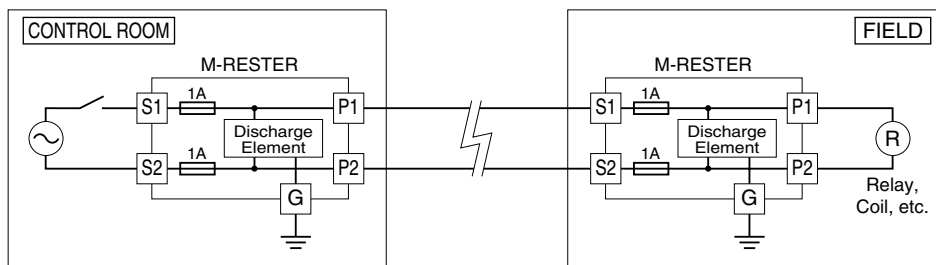 CONTROL ROOM
M-RESTER
S1
1A
P1
Discharge
Element
S2
1A
P2
G
FIELD
M-RESTER
S1
1A
P1
Discharge
Element
S2
1A
P2
G
R
Relay,
Coil, etc.